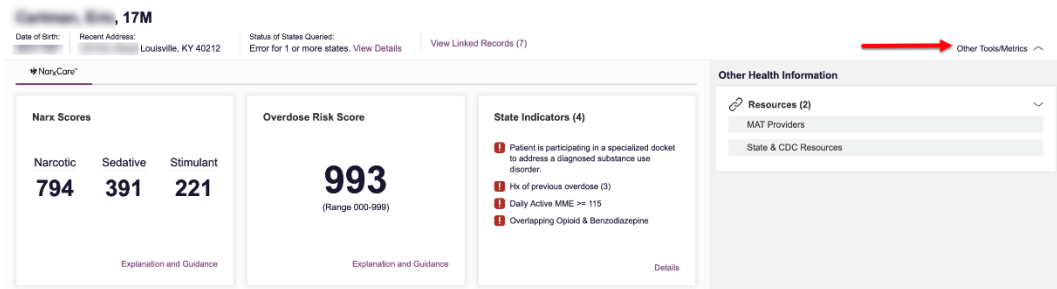 , 17M
Date of Birth:
Recent Address:
Louisville, KY 40212
Status of States Queried:
Error for 1 or more states. View Details
View Linked Records (7)
Other Tools/Metrics
NarxCare
Narx Scores
Narcotic
Sedative
Stimulant
794
391
221
Explanation and Guidance
Overdose Risk Score
993
(Range 000-999)
Explanation and Guidance
State Indicators (4)
Patient is participating in a specialized docket
to address a diagnosed substance use
disorder.
Hx of previous overdose (3)
Daily Active MME >= 115
Overlapping Opioid & Benzodiazepine
Details
Other Health Information
Resources (2)
MAT Providers
State & CDC Resources